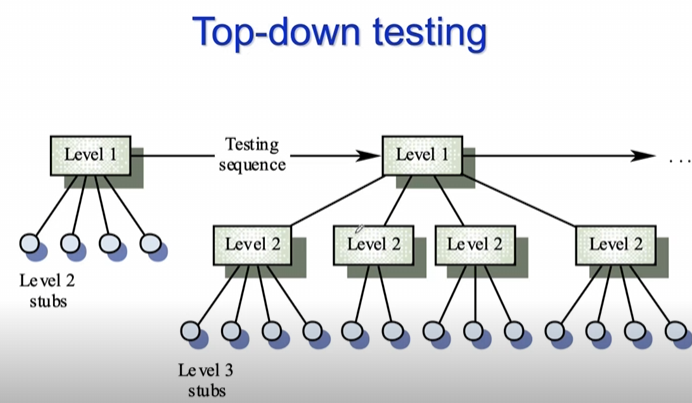 Top-down testing
Level 1
Testing
sequence
Level 1
. . .
Level 2
Level 2
Level 2
Level 2
Level 2
stubs
Level 3
stubs